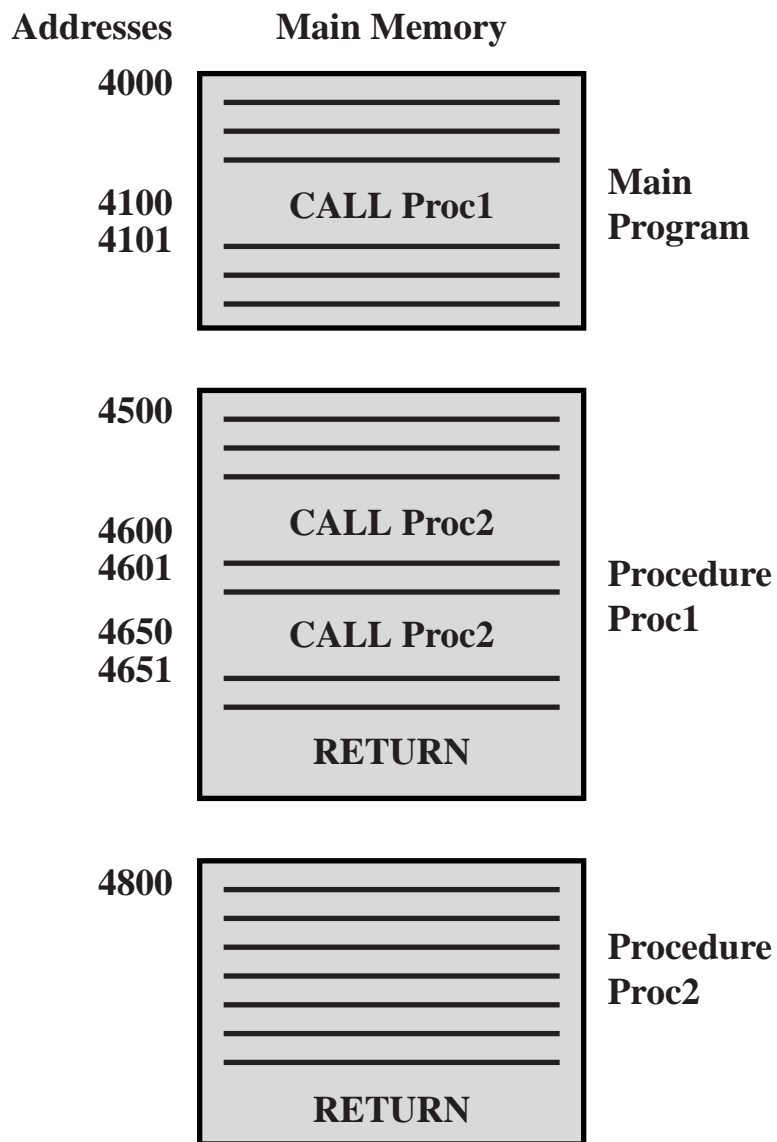 Addresses Main Memory
4000
4100 CALL Proc1
4101
Main
Program
4500
4600 CALL Proc2
4601
4650 CALL Proc2
4651
RETURN
Procedure
Proc1
4800
Procedure
Proc2
RETURN